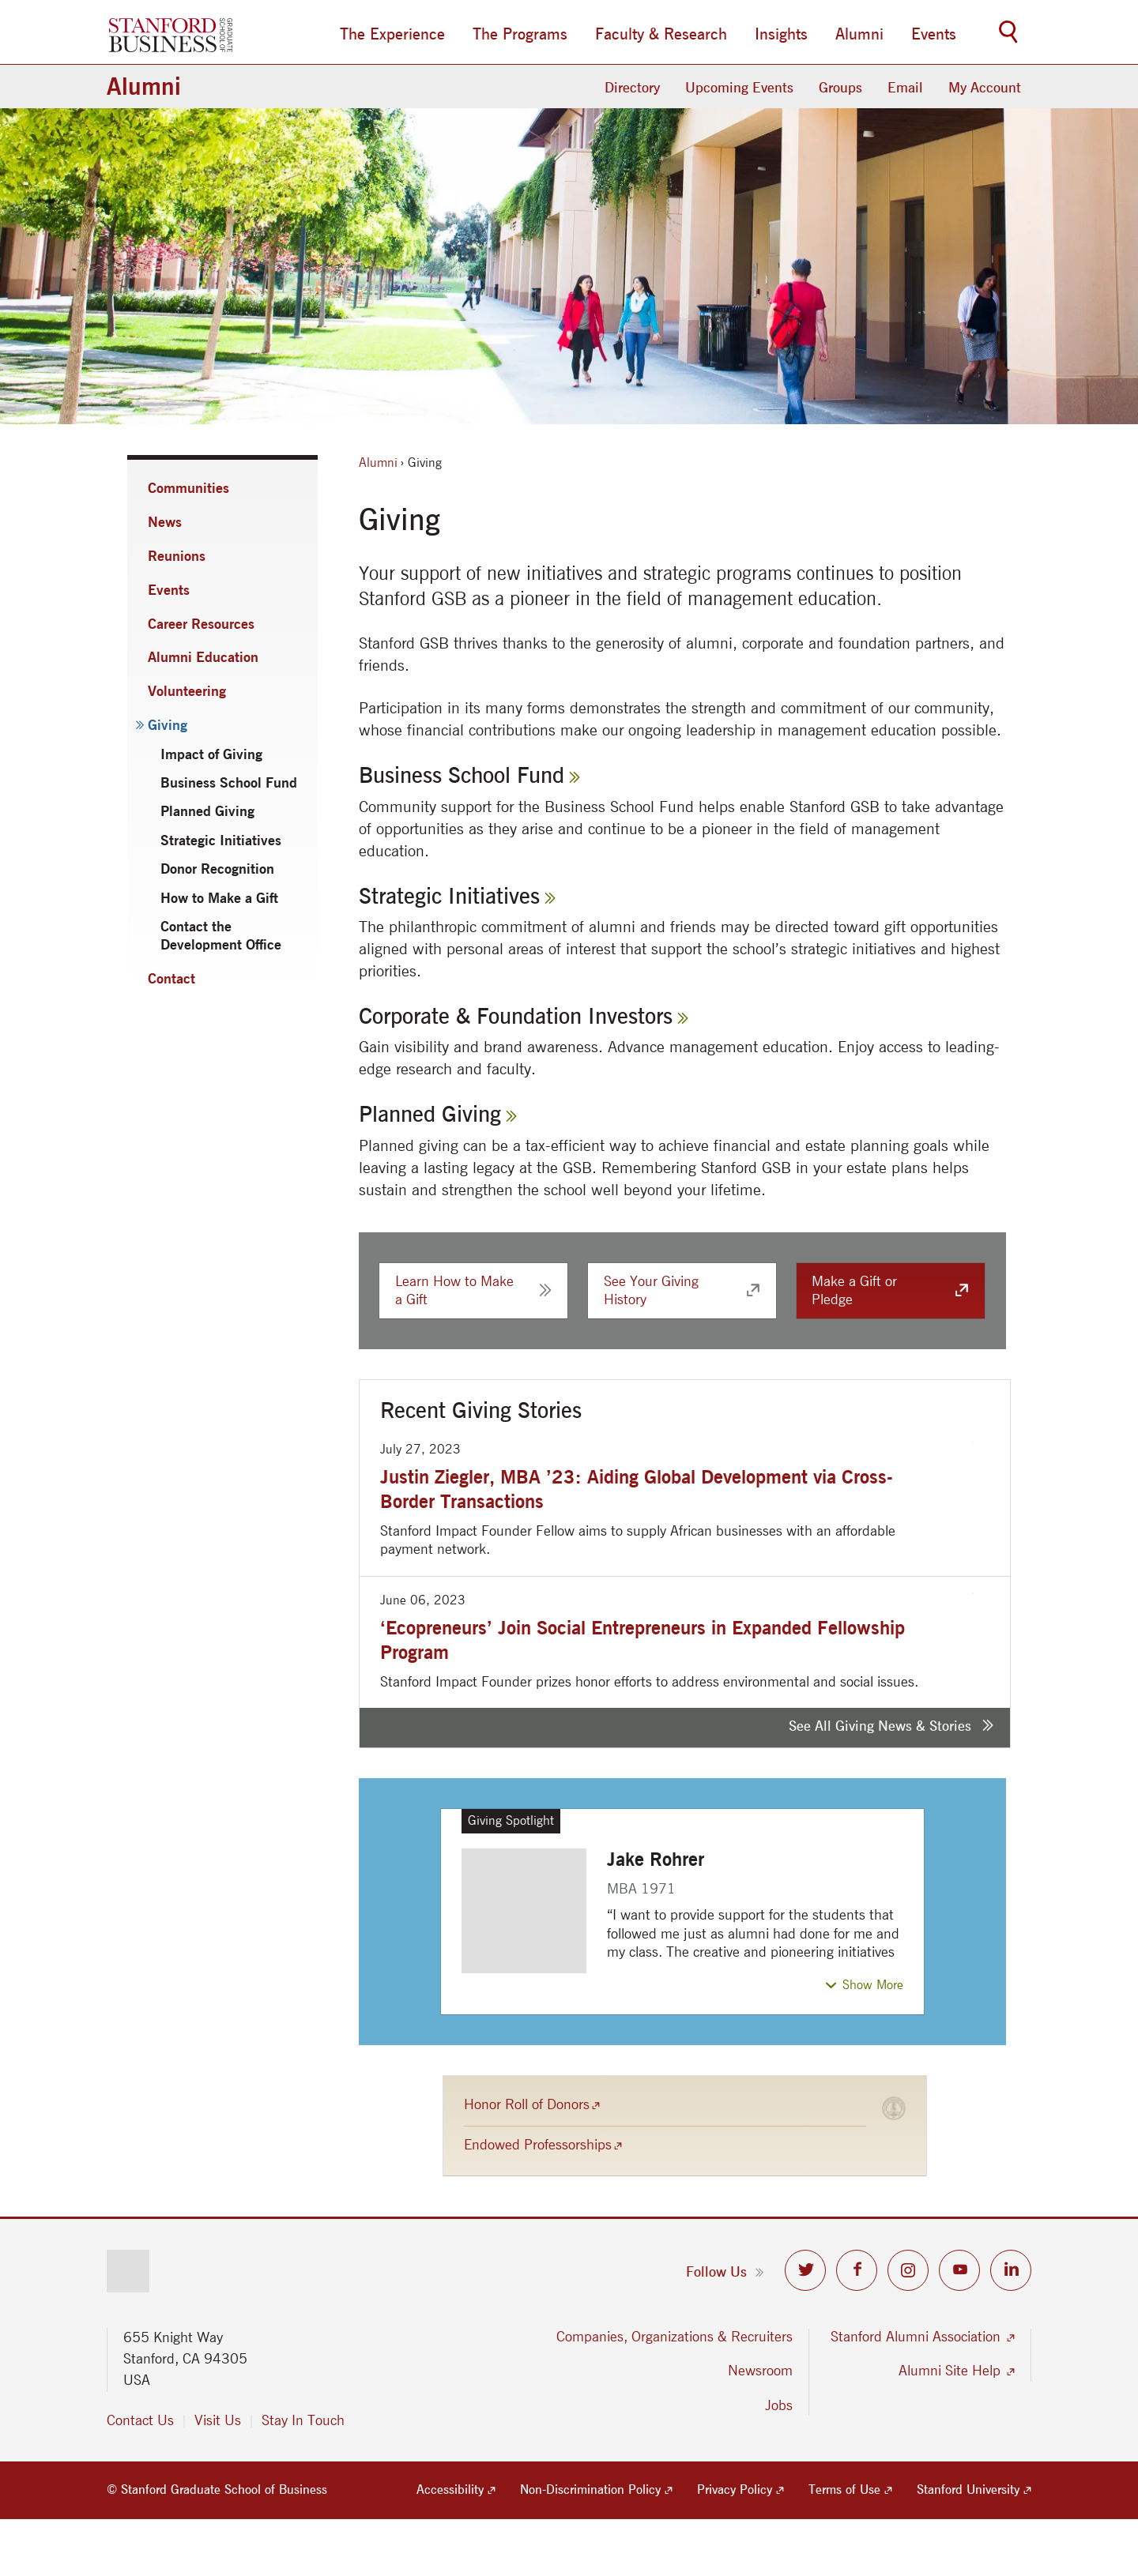 STANFORD
BUSINESS
GRADUATE
SCHOOL OF
The Experience
The Programs
Faculty & Research
Insights
Alumni
Events
Alumni
Directory
Upcoming Events
Groups
Email
My Account
Communities
News
Reunions
Events
Career Resources
Alumni Education
Volunteering
» Giving
Impact of Giving
Business School Fund
Planned Giving
Strategic Initiatives
Donor Recognition
How to Make a Gift
Contact the
Development Office
Contact
Alumni › Giving
Giving
Your support of new initiatives and strategic programs continues to position
Stanford GSB as a pioneer in the field of management education.
Stanford GSB thrives thanks to the generosity of alumni, corporate and foundation partners, and
friends.
Participation in its many forms demonstrates the strength and commitment of our community,
whose financial contributions make our ongoing leadership in management education possible.
Business School Fund »
Community support for the Business School Fund helps enable Stanford GSB to take advantage
of opportunities as they arise and continue to be a pioneer in the field of management
education.
Strategic Initiatives »
The philanthropic commitment of alumni and friends may be directed toward gift opportunities
aligned with personal areas of interest that support the school’s strategic initiatives and highest
priorities.
Corporate & Foundation Investors »
Gain visibility and brand awareness. Advance management education. Enjoy access to leading-
edge research and faculty.
Planned Giving »
Planned giving can be a tax-efficient way to achieve financial and estate planning goals while
leaving a lasting legacy at the GSB. Remembering Stanford GSB in your estate plans helps
sustain and strengthen the school well beyond your lifetime.
Learn How to Make
a Gift
See Your Giving
History
Make a Gift or
Pledge
Recent Giving Stories
July 27, 2023
Justin Ziegler, MBA ’23: Aiding Global Development via Cross-
Border Transactions
Stanford Impact Founder Fellow aims to supply African businesses with an affordable
payment network.
June 06, 2023
‘Ecopreneurs’ Join Social Entrepreneurs in Expanded Fellowship
Program
Stanford Impact Founder prizes honor efforts to address environmental and social issues.
See All Giving News & Stories »
Giving Spotlight
Jake Rohrer
MBA 1971
“I want to provide support for the students that
followed me just as alumni had done for me and
my class. The creative and pioneering initiatives
Show More
Honor Roll of Donors
Endowed Professorships
Follow Us »
655 Knight Way
Stanford, CA 94305
USA
Contact Us
Visit Us
Stay In Touch
Companies, Organizations & Recruiters
Newsroom
Jobs
Stanford Alumni Association
Alumni Site Help
© Stanford Graduate School of Business
Accessibility
Non-Discrimination Policy
Privacy Policy
Terms of Use
Stanford University